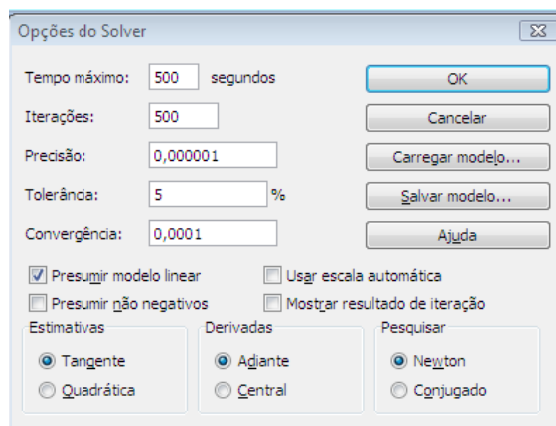 Opções do Solver
Tempo máximo: 500 segundos OK
Iterações: 500 Cancelar
Precisão: 0,000001 Carregar modelo...
Tolerância: 5 % Salvar modelo...
Convergência: 0,0001 Ajuda
Presumir modelo linear Usar escala automática
Presumir não negativos Mostrar resultado de iteração
Estimativas Derivadas Pesquisar
Tangente Adiante Newton
Quadrática Central Conjugado